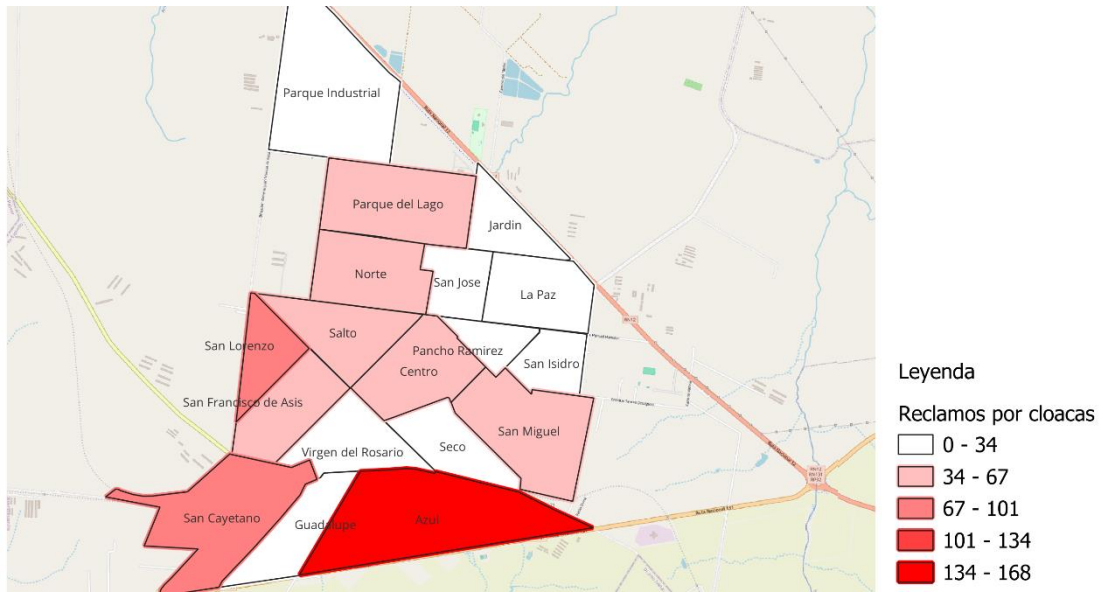 Parque Industrial
Parque del Lago
Jardin
Norte
San Jose
La Paz
Salto
San Lorenzo
Pancho Ramirez
Centro
San Isidro
San Francisco de Asis
San Miguel
Virgen del Rosario
Seco
San Cayetano
Guadalupe
Azul
Leyenda
Reclamos por cloacas
0 - 34
34 - 67
67 - 101
101 - 134
134 - 168